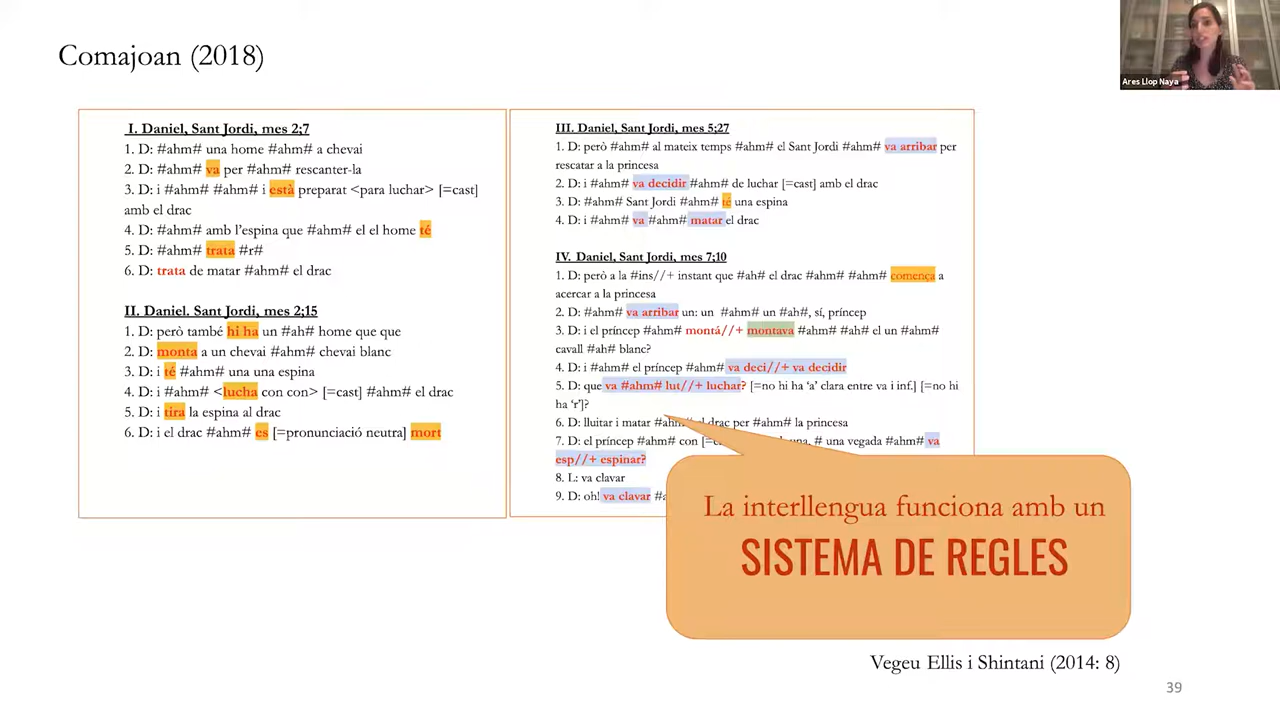 Comajoan (2018)
Ares Llop Naya
I. Daniel, Sant Jordi, mes 2;7
1. D: #ahm# una home #ahm# a chevai
2. D: #ahm# va per #ahm# rescanter-la
3. D: i #ahm# #ahm# i està preparat <para luchar> [=cast]
amb el drac
4. D: #ahm# amb l’espina que #ahm# el el home té
5. D: #ahm# trata #r#
6. D: trata de matar #ahm# el drac
II. Daniel. Sant Jordi, mes 2;15
1. D: però també hi ha un #ah# home que que
2. D: monta a un chevai #ahm# chevai blanc
3. D: i té #ahm# una una espina
4. D: i #ahm# <lucha con con> [=cast] #ahm# el drac
5. D: i tira la espina al drac
6. D: i el drac #ahm# es [=pronunciació neutra] mort
III. Daniel, Sant Jordi, mes 5;27
1. D: però #ahm# al mateix temps #ahm# el Sant Jordi #ahm# va arribar per
rescatar a la princesa
2. D: i #ahm# va decidir #ahm# de luchar [=cast] amb el drac
3. D: #ahm# Sant Jordi #ahm# té una espina
4. D: i #ahm# va #ahm# matar el drac
IV. Daniel, Sant Jordi, mes 7;10
1. D: però a la #ins//+ instant que #ah# el drac #ahm# #ahm# comença a
acercar a la princesa
2. D: #ahm# va arribar un: un #ahm# un #ah#, sí, príncep
3. D: i el príncep #ahm# montá//+ montava #ahm# #ah# el un #ahm#
cavall #ah# blanc?
4. D: i #ahm# el príncep #ahm# va deci//+ va decidir
5. D: que va #ahm# lut//+ luchar? [=no hi ha ‘a’ clara entre va i inf.] [=no hi
ha ‘r’]?
6. D: lluitar i matar #ahm# el drac per #ahm# la princesa
7. D: el príncep #ahm# con una, # una vegada #ahm# va
esp//+ espinar?
8. L: va clavar
9. D: oh! va clavar
La interllengua funciona amb un
SISTEMA DE REGLES
Vegeu Ellis i Shintani (2014: 8)
39